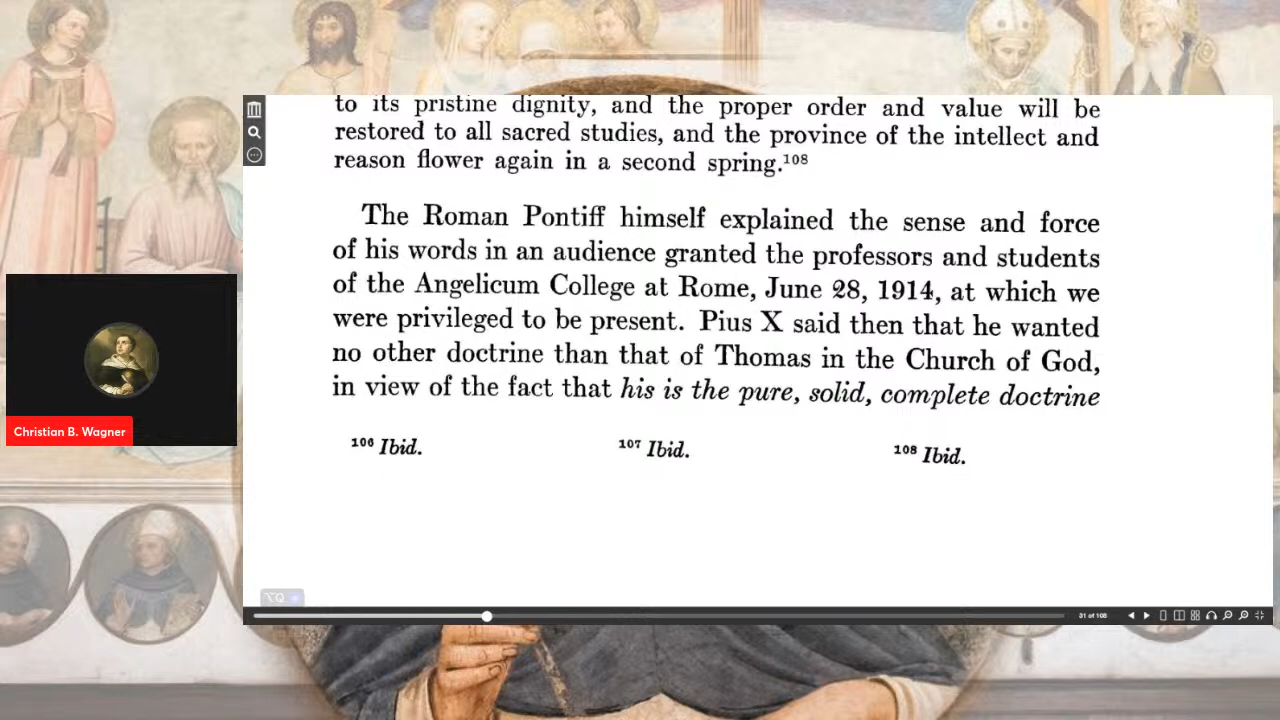 to its pristine dignity, and the proper order and value will be
restored to all sacred studies, and the province of the intellect and
reason flower again in a second spring.¹⁰⁸
The Roman Pontiff himself explained the sense and force
of his words in an audience granted the professors and students
of the Angelicum College at Rome, June 28, 1914, at which we
were privileged to be present. Pius X said then that he wanted
no other doctrine than that of Thomas in the Church of God,
in view of the fact that his is the pure, solid, complete doctrine
¹⁰⁶ Ibid. ¹⁰⁷ Ibid. ¹⁰⁸ Ibid.
Christian B. Wagner
⌥Q
31 of 108